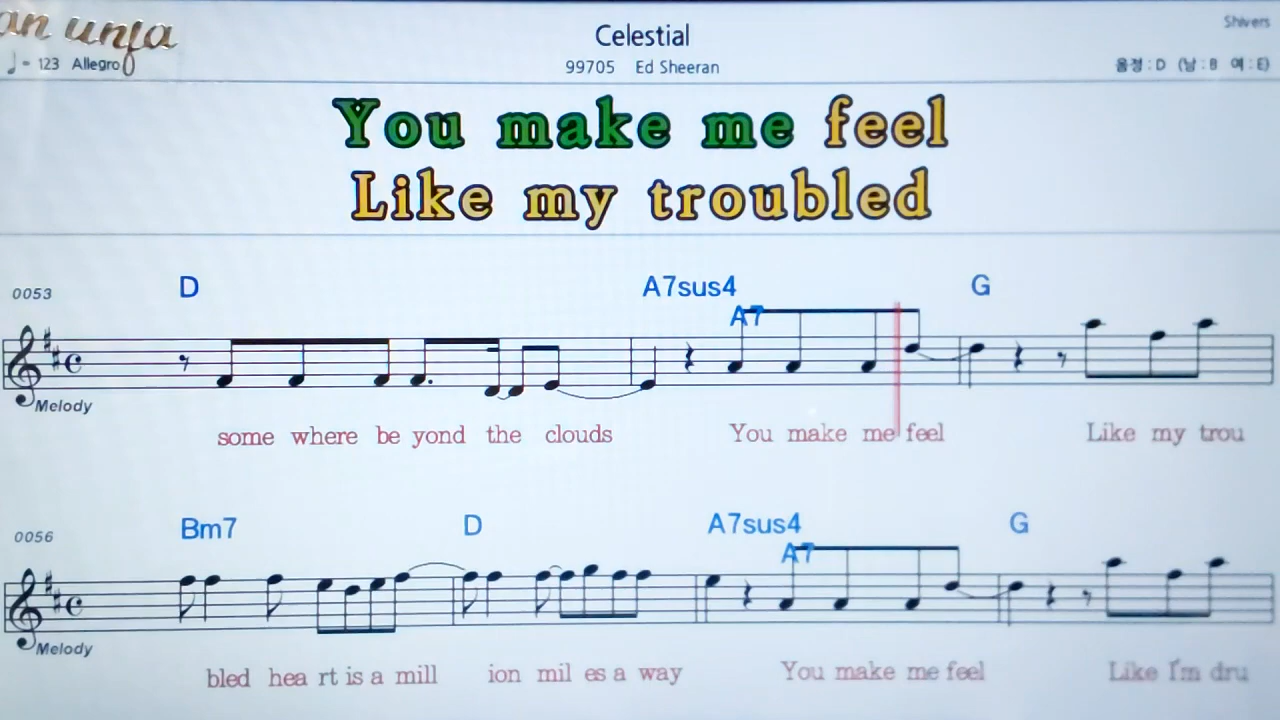 an unfa
Celestial
Shivers
♩= 123 Allegro
99705 Ed Sheeran
음정 : D (남 : B 여 : E)
You make me feel
Like my troubled
0053
D A7sus4 A7 G
Melody
some where be yond the clouds You make me feel Like my trou
0056
Bm7 D A7sus4 A7 G
Melody
bled hea rt is a mill ion mil es a way You make me feel Like I'm dru